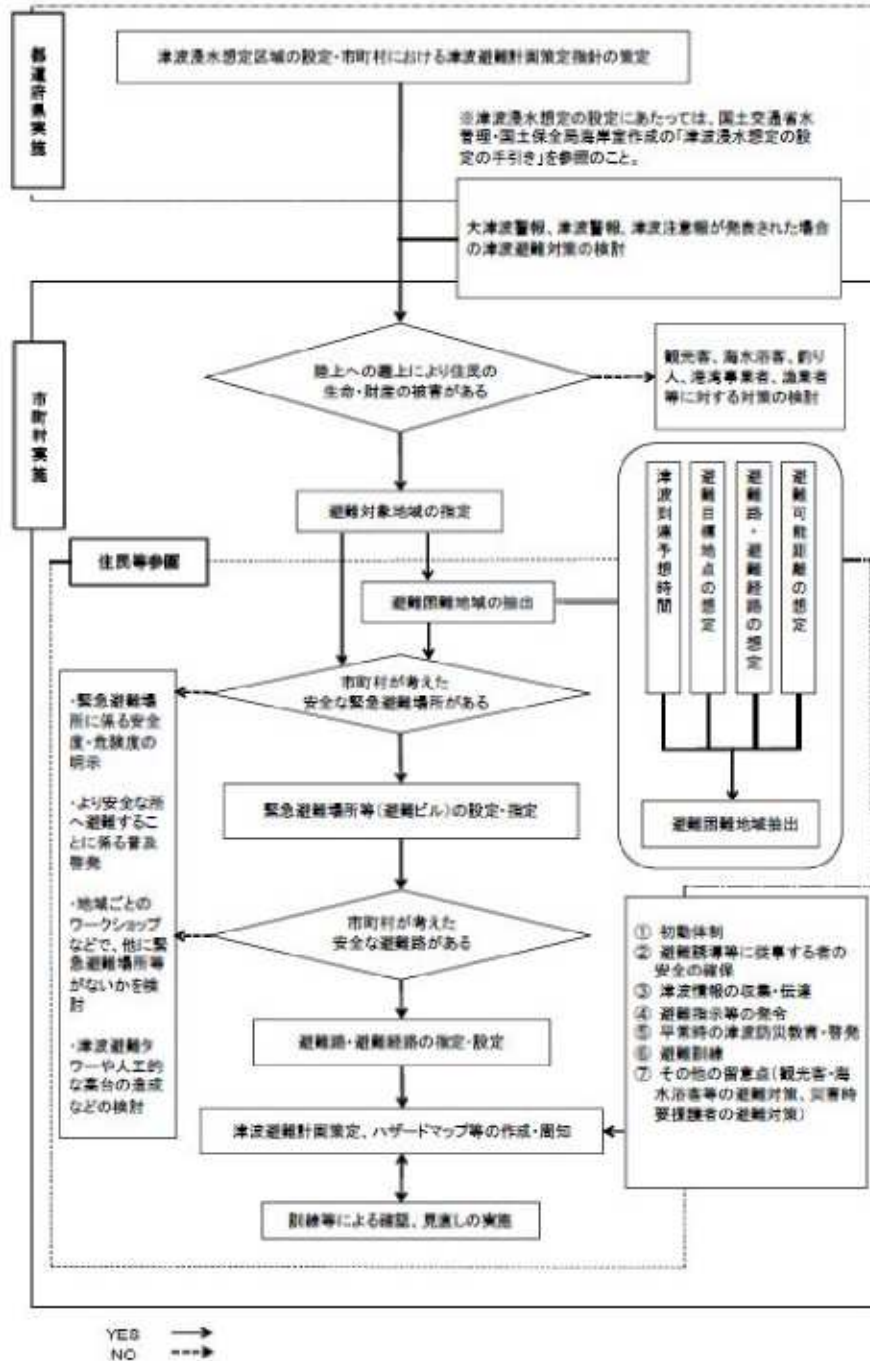 都道府県実施
津波浸水想定区域の設定・市町村における津波避難計画策定指針の策定
※津波浸水想定の設定にあたっては、国土交通省水
管理・国土保全局海岸室作成の「津波浸水想定の設
定の手引き」を参照のこと。
大津波警報、津波警報、津波注意報が発表された場合
の津波避難対策の検討
市町村実施
陸上への遡上により住民の
生命・財産の被害がある
観光客、海水浴客、釣り
人、港湾事業者、漁業者
等に対する対策の検討
避難対象地域の指定
住民等参画
避難困難地域の抽出
津波到達予想時間
避難目標地点の想定
避難路・避難経路の想定
避難可能距離の想定
避難困難地域抽出
市町村が考えた
安全な緊急避難場所がある
・緊急避難場
所に係る安全
度・危険度の
明示
・より安全な所
へ避難するこ
とに係る普及
啓発
・地域ごとの
ワークショップ
などで、他に緊
急避難場所等
がないかを検
討
・津波避難タ
ワーや人工的
な高台の造成
などの検討
緊急避難場所等(避難ビル)の設定・指定
市町村が考えた
安全な避難路がある
避難路・避難経路の指定・設定
① 初動体制
② 避難誘導等に従事する者の
安全の確保
③ 津波情報の収集・伝達
④ 避難指示等の発令
⑤ 平常時の津波防災教育・啓発
⑥ 避難訓練
⑦ その他の留意点(観光客・海
水浴客等の避難対策、災害時
要援護者の避難対策)
津波避難計画策定、ハザードマップ等の作成・周知
訓練等による確認、見直しの実施
YES
NO